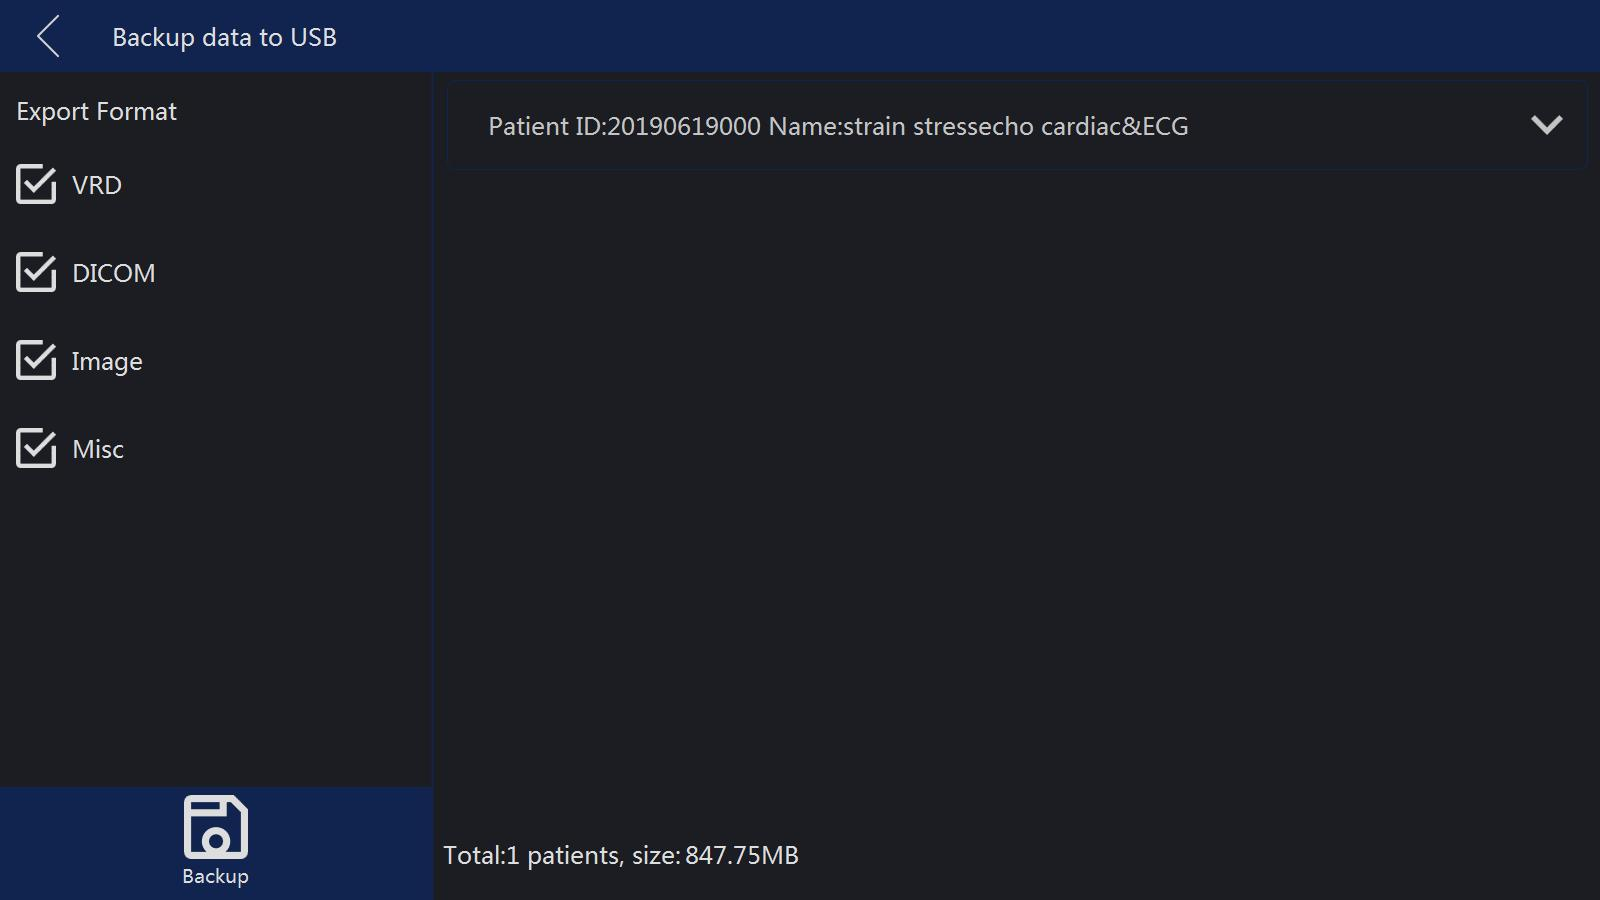 Backup data to USB
Export Format
VRD
DICOM
Image
Misc
Backup
Patient ID:20190619000 Name:strain stressecho cardiac&ECG
Total:1 patients, size: 847.75MB